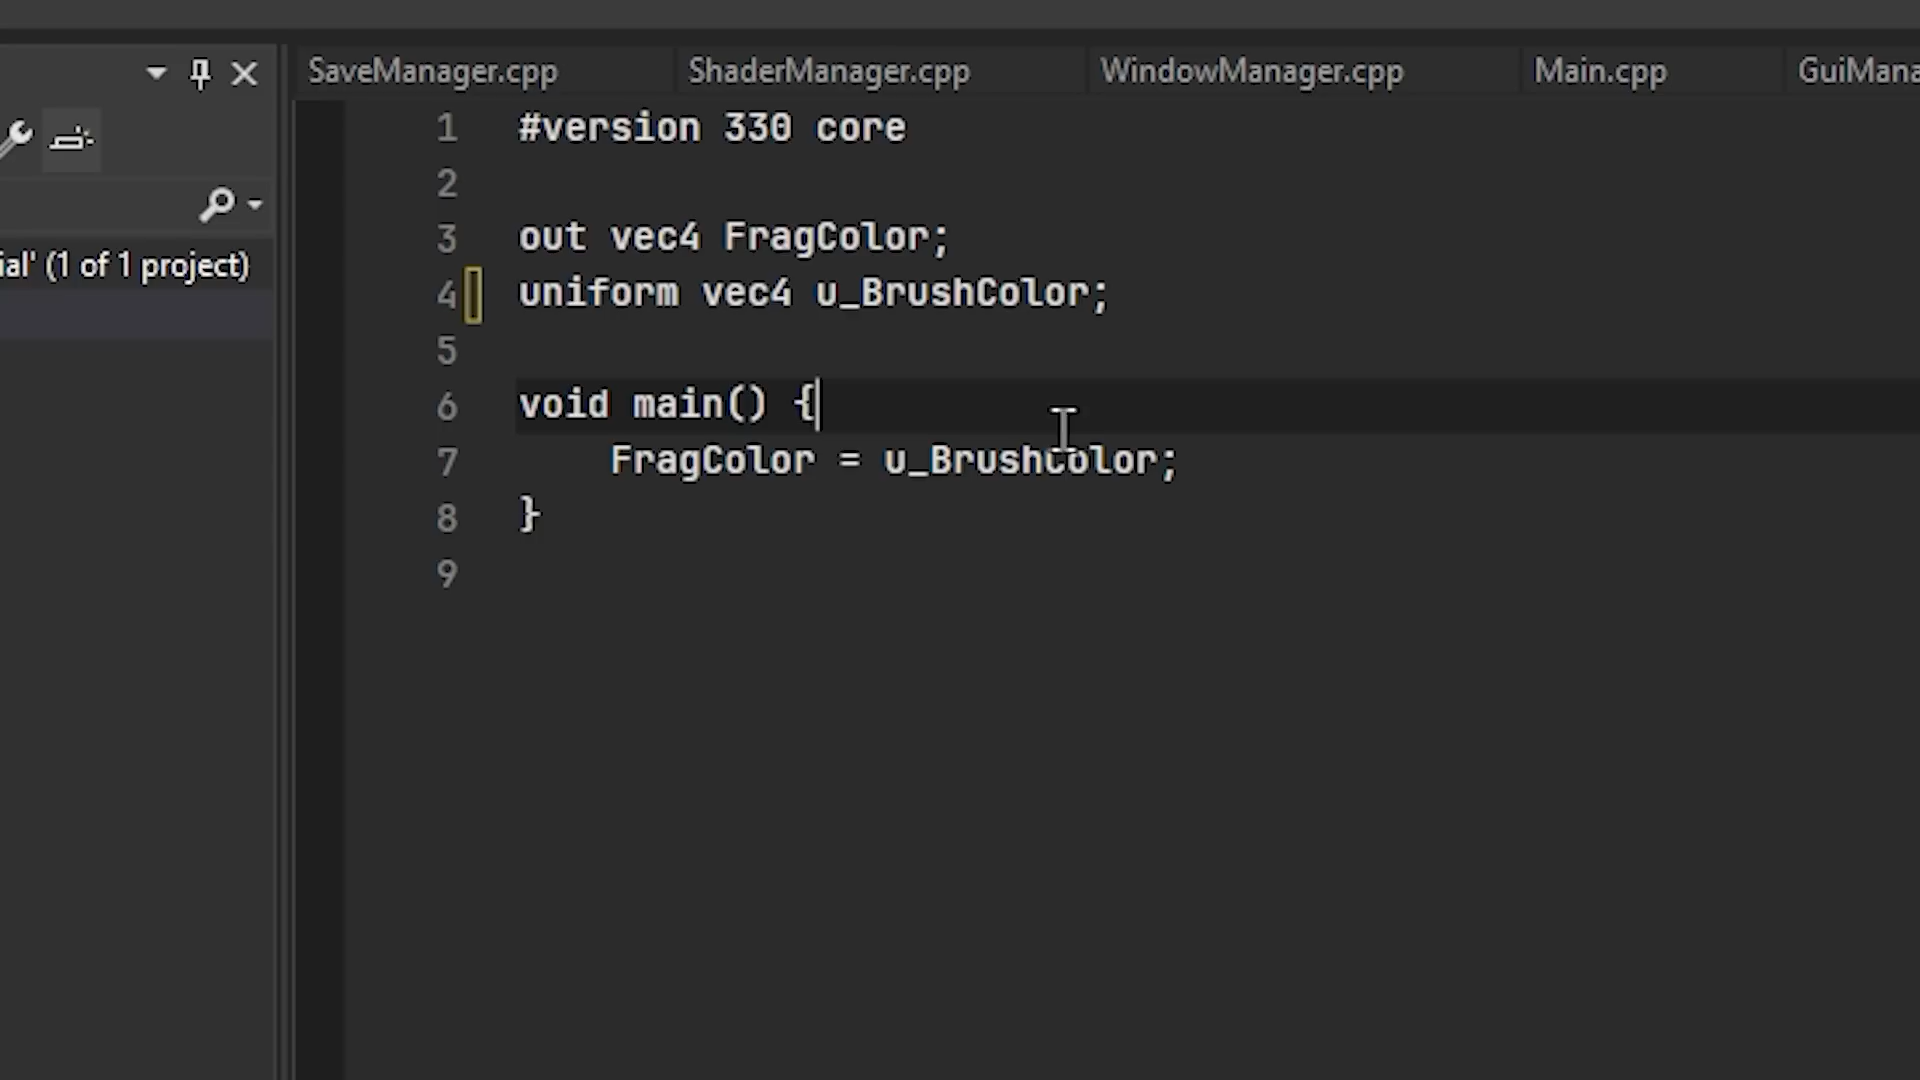 SaveManager.cpp ShaderManager.cpp WindowManager.cpp Main.cpp GuiMana
ial' (1 of 1 project)
1 #version 330 core
2
3 out vec4 FragColor;
4 uniform vec4 u_BrushColor;
5
6 void main() {
7 FragColor = u_BrushColor;
8 }
9